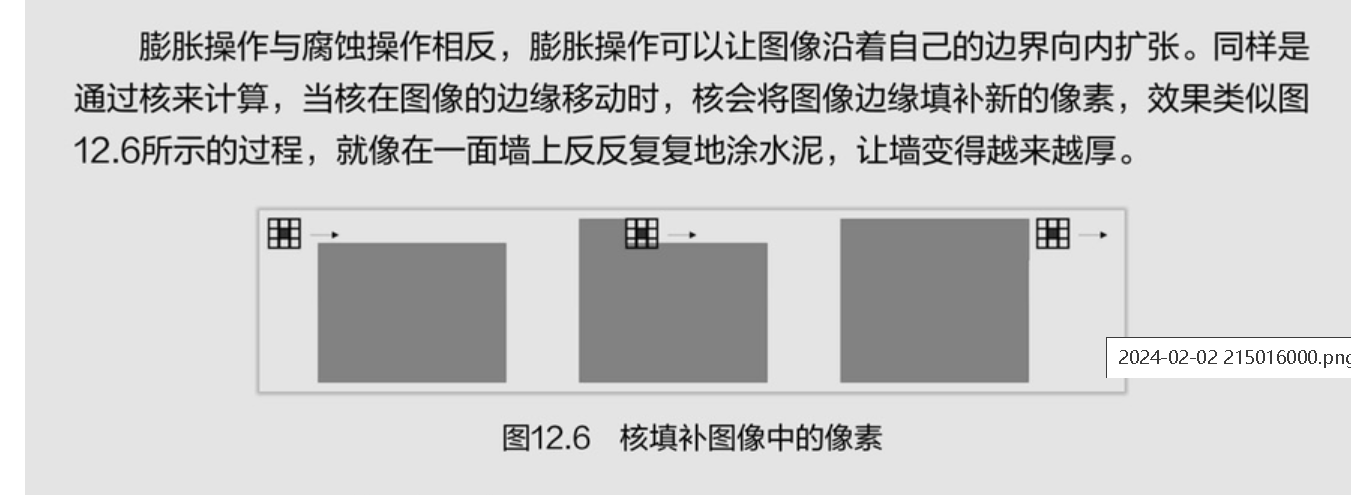 膨胀操作与腐蚀操作相反，膨胀操作可以让图像沿着自己的边界向内扩张。同样是
通过核来计算，当核在图像的边缘移动时，核会将图像边缘填补新的像素，效果类似图
12.6所示的过程，就像在一面墙上反反复复地涂水泥，让墙变得越来越厚。
2024-02-02 215016000.png
图12.6 核填补图像中的像素